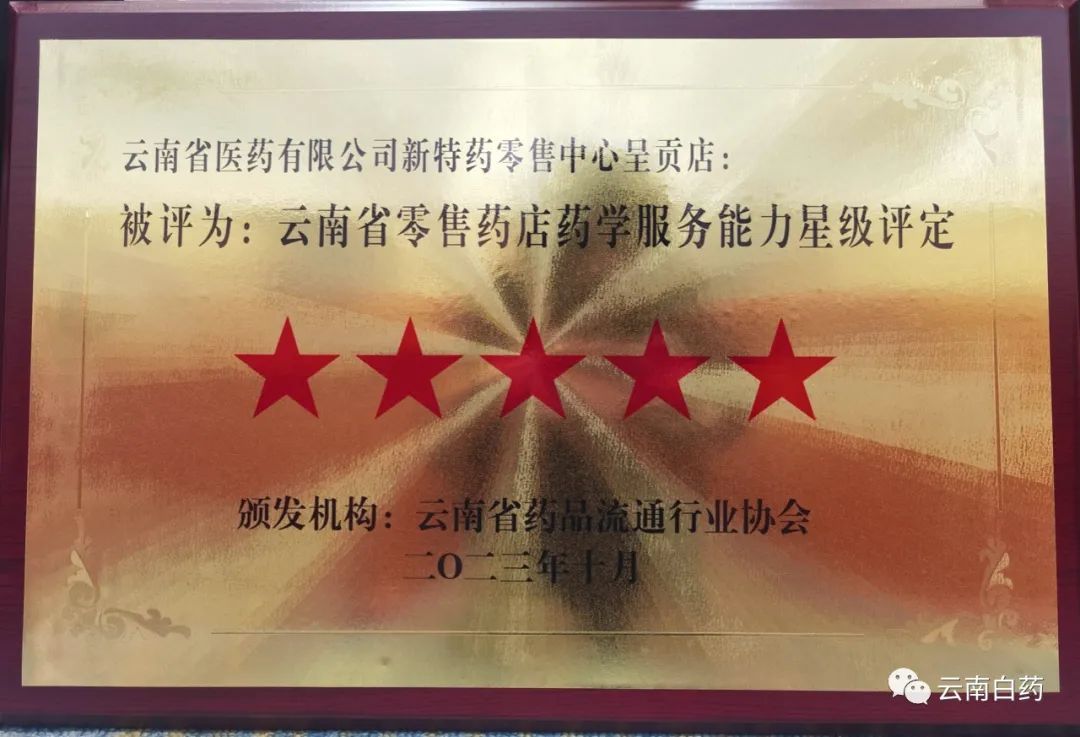 云南省医药有限公司新特药零售中心呈贡店：
被评为：云南省零售药店药学服务能力星级评定
颁发机构：云南省药品流通行业协会
二O二三年十月
云南白药